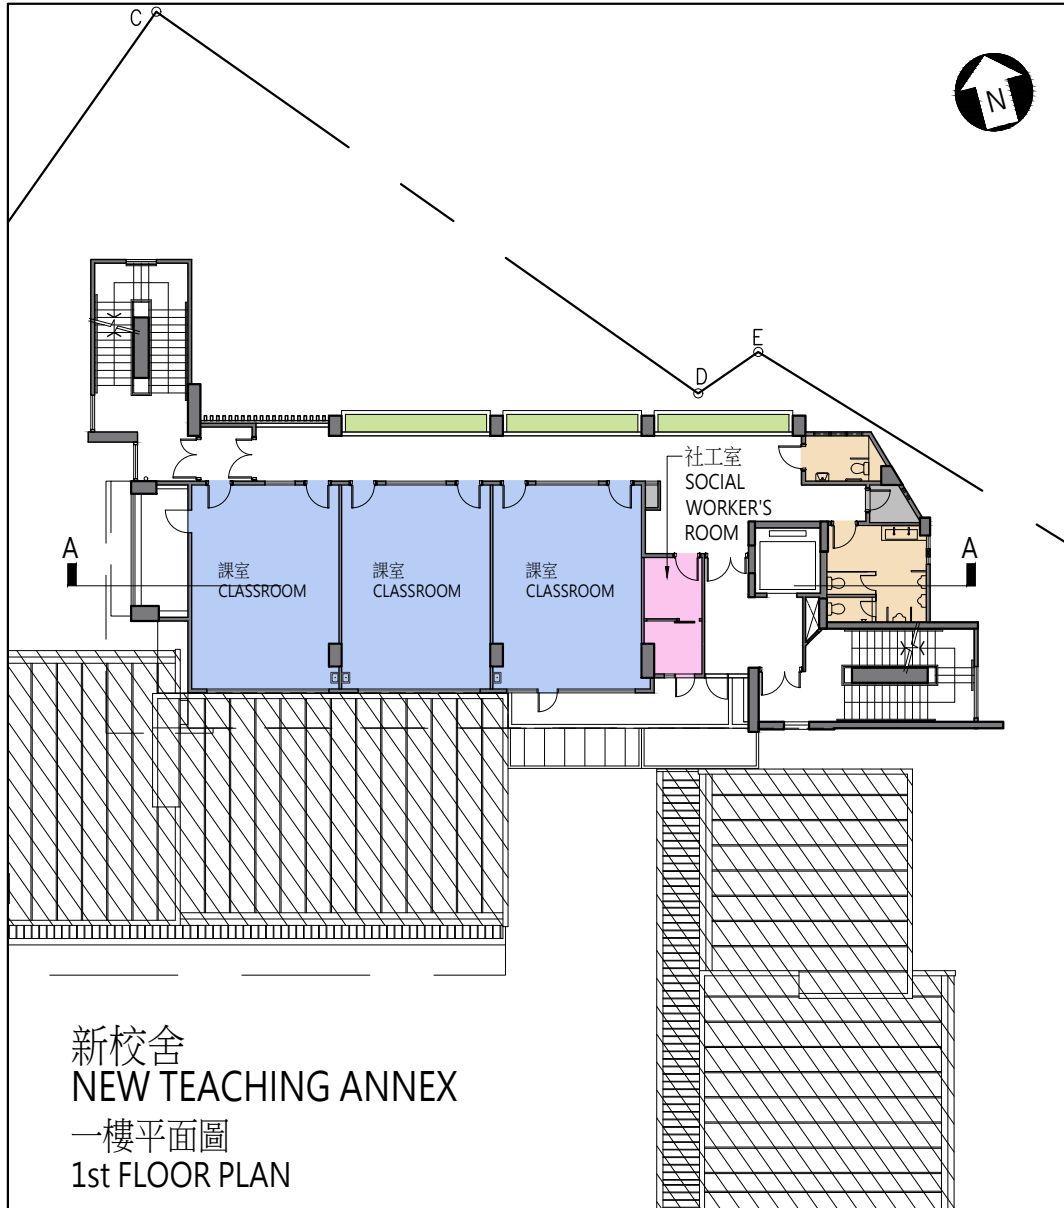 C
N
E
D
社工室
SOCIAL
WORKER'S
ROOM
A
A
課室
CLASSROOM
課室
CLASSROOM
課室
CLASSROOM
新校舍
NEW TEACHING ANNEX
一樓平面圖
1st FLOOR PLAN